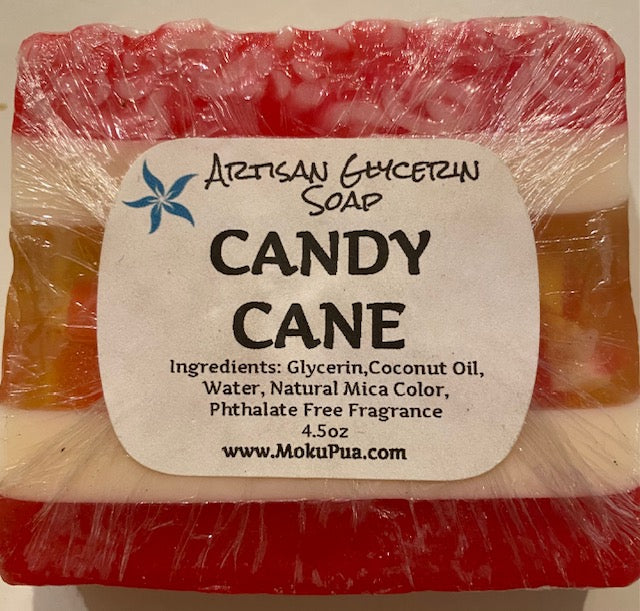 Artisan Glycerin
Soap
CANDY
CANE
Ingredients: Glycerin,Coconut Oil,
Water, Natural Mica Color,
Phthalate Free Fragrance
4.5oz
www.MokuPua.com